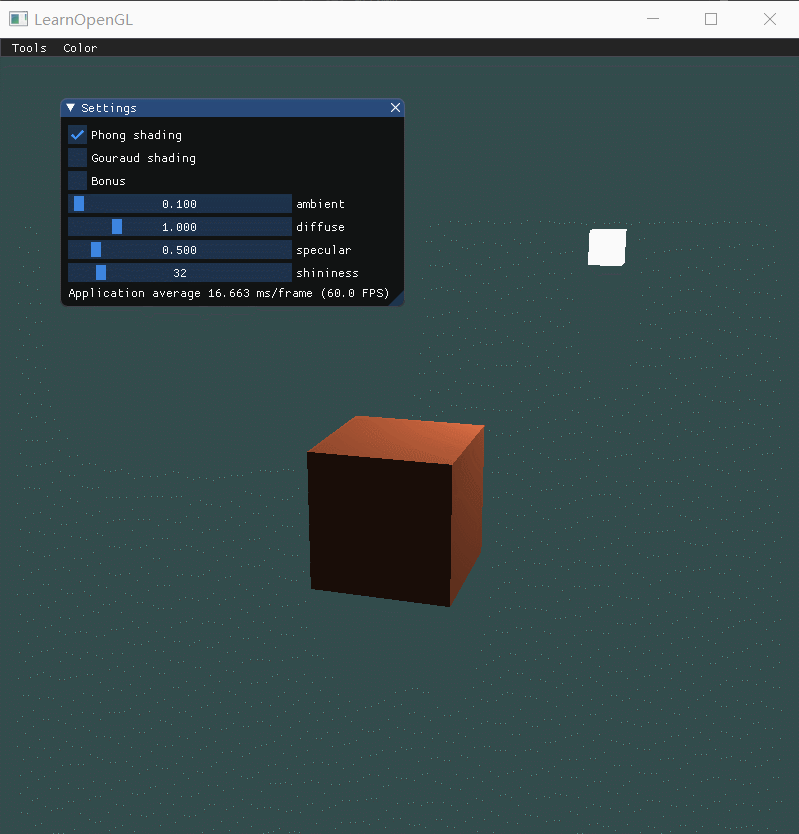 LearnOpenGL
Tools Color
Settings
Phong shading
Gouraud shading
Bonus
0.100 ambient
1.000 diffuse
0.500 specular
32 shininess
Application average 16.663 ms/frame (60.0 FPS)